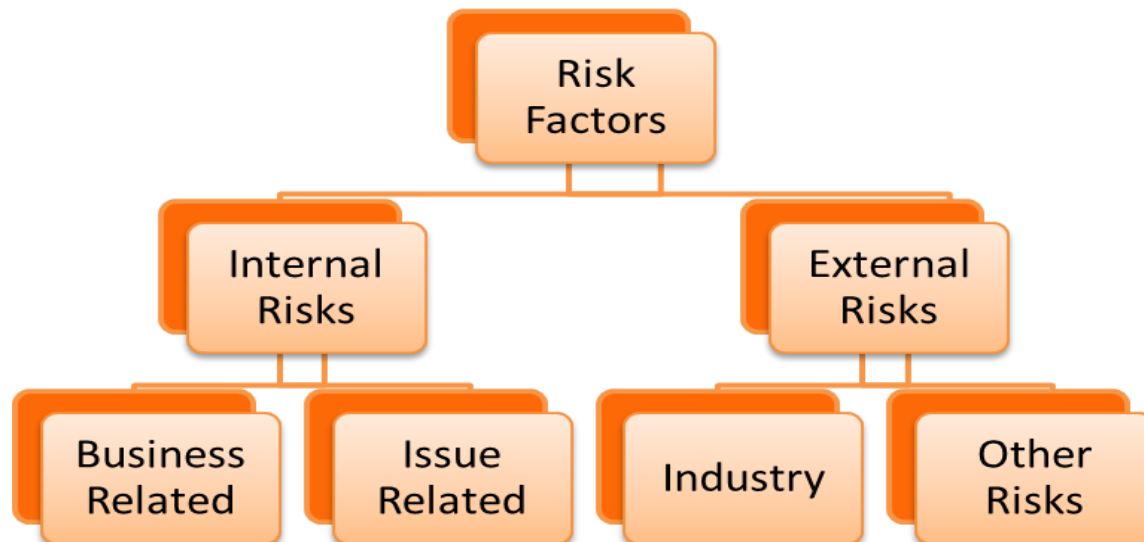 Risk
Factors
Internal
Risks
External
Risks
Business
Related
Issue
Related
Industry
Other
Risks